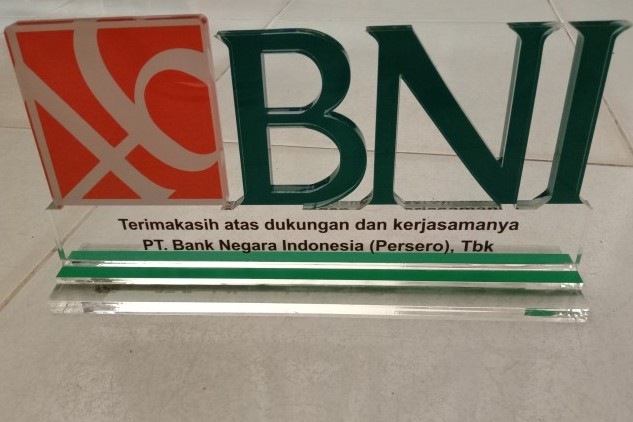 BNI
Terimakasih atas dukungan dan kerjasamanya
PT. Bank Negara Indonesia (Persero), Tbk